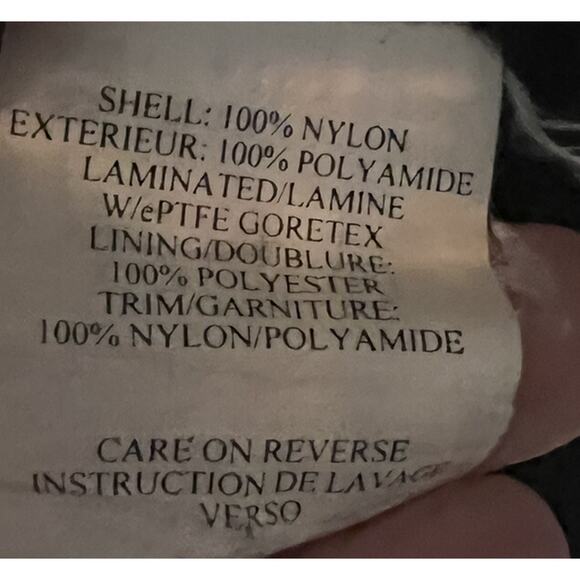 SHELL: 100% NYLON
EXTERIEUR: 100% POLYAMIDE
LAMINATED/LAMINE
W/ePTFE GORETEX
LINING/DOUBLURE:
100% POLYESTER
TRIM/GARNITURE:
100% NYLON/POLYAMIDE
CARE ON REVERSE
INSTRUCTION DE LAVAGE
VERSO